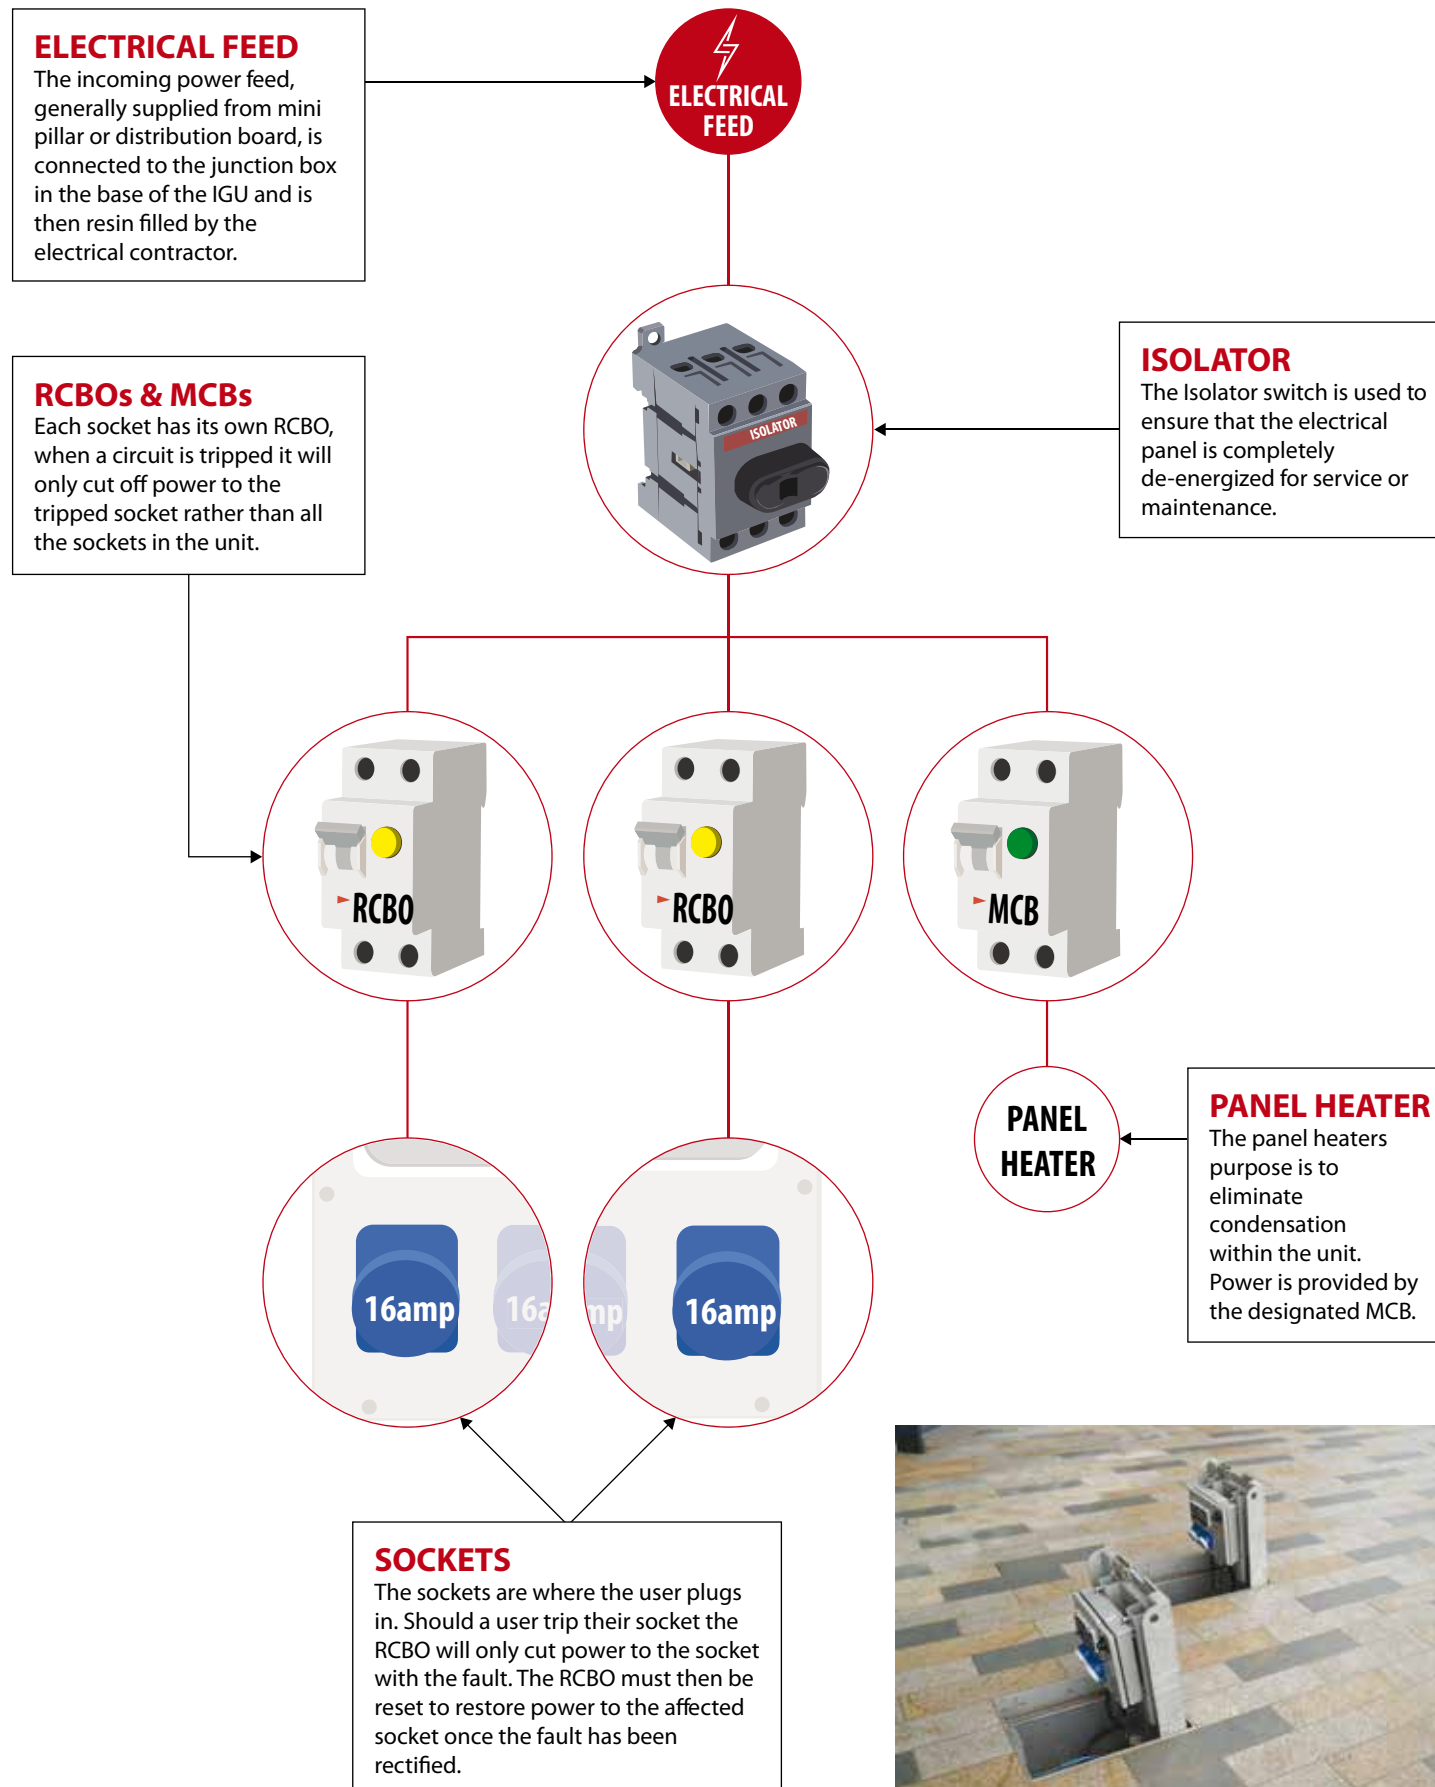 ELECTRICAL FEED
The incoming power feed,
generally supplied from mini
pillar or distribution board, is
connected to the junction box
in the base of the IGU and is
then resin filled by the
electrical contractor.
ELECTRICAL
FEED
RCBOs & MCBs
Each socket has its own RCBO,
when a circuit is tripped it will
only cut off power to the
tripped socket rather than all
the sockets in the unit.
ISOLATOR
ISOLATOR
The Isolator switch is used to
ensure that the electrical
panel is completely
de-energized for service or
maintenance.
RCBO
RCBO
MCB
PANEL
HEATER
PANEL HEATER
The panel heaters
purpose is to
eliminate
condensation
within the unit.
Power is provided by
the designated MCB.
16amp
16a
mp
16amp
SOCKETS
The sockets are where the user plugs
in. Should a user trip their socket the
RCBO will only cut power to the socket
with the fault. The RCBO must then be
reset to restore power to the affected
socket once the fault has been
rectified.